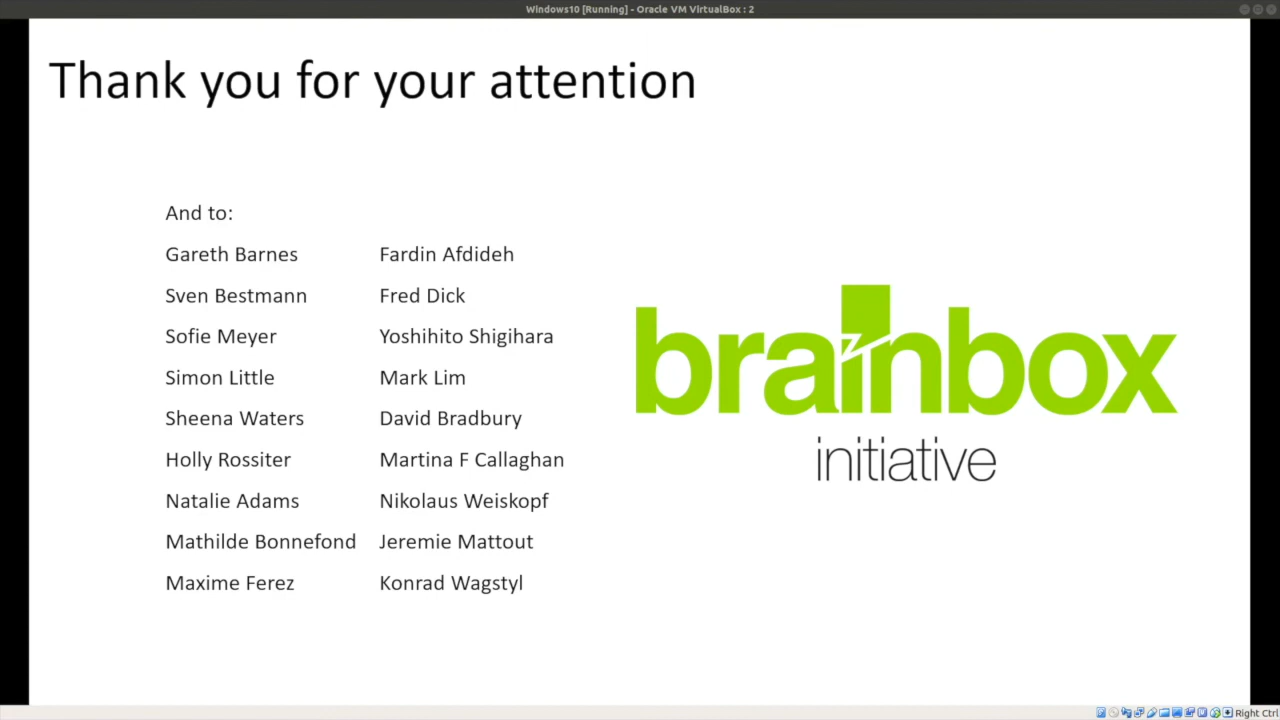 Windows10 [Running] - Oracle VM VirtualBox : 2
Thank you for your attention
And to:
Gareth Barnes
Sven Bestmann
Sofie Meyer
Simon Little
Sheena Waters
Holly Rossiter
Natalie Adams
Mathilde Bonnefond
Maxime Ferez
Fardin Afdideh
Fred Dick
Yoshihito Shigihara
Mark Lim
David Bradbury
Martina F Callaghan
Nikolaus Weiskopf
Jeremie Mattout
Konrad Wagstyl
brainbox
initiative
Right Ctrl